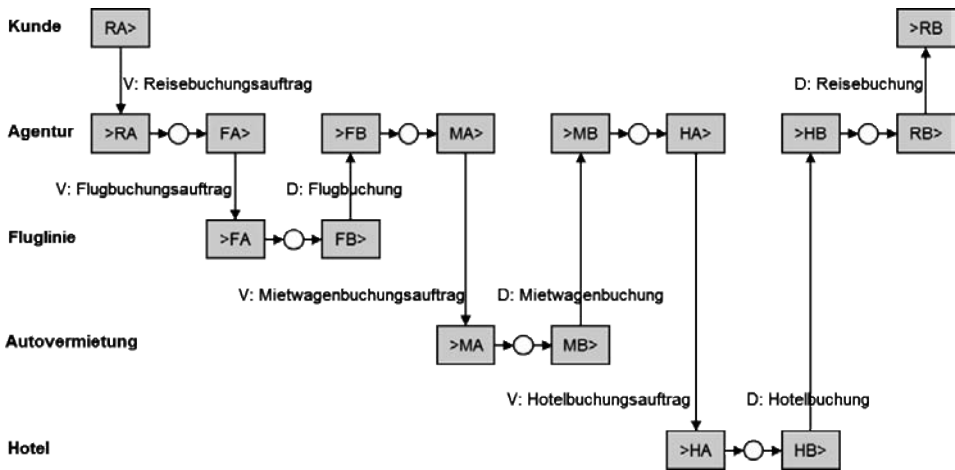 Kunde RA> >RB
V: Reisebuchungsauftrag D: Reisebuchung
Agentur >RA FA> >FB MA> >MB HA> >HB RB>
V: Flugbuchungsauftrag D: Flugbuchung
Fluglinie >FA FB>
V: Mietwagenbuchungsauftrag D: Mietwagenbuchung
Autovermietung >MA MB>
V: Hotelbuchungsauftrag D: Hotelbuchung
Hotel >HA HB>